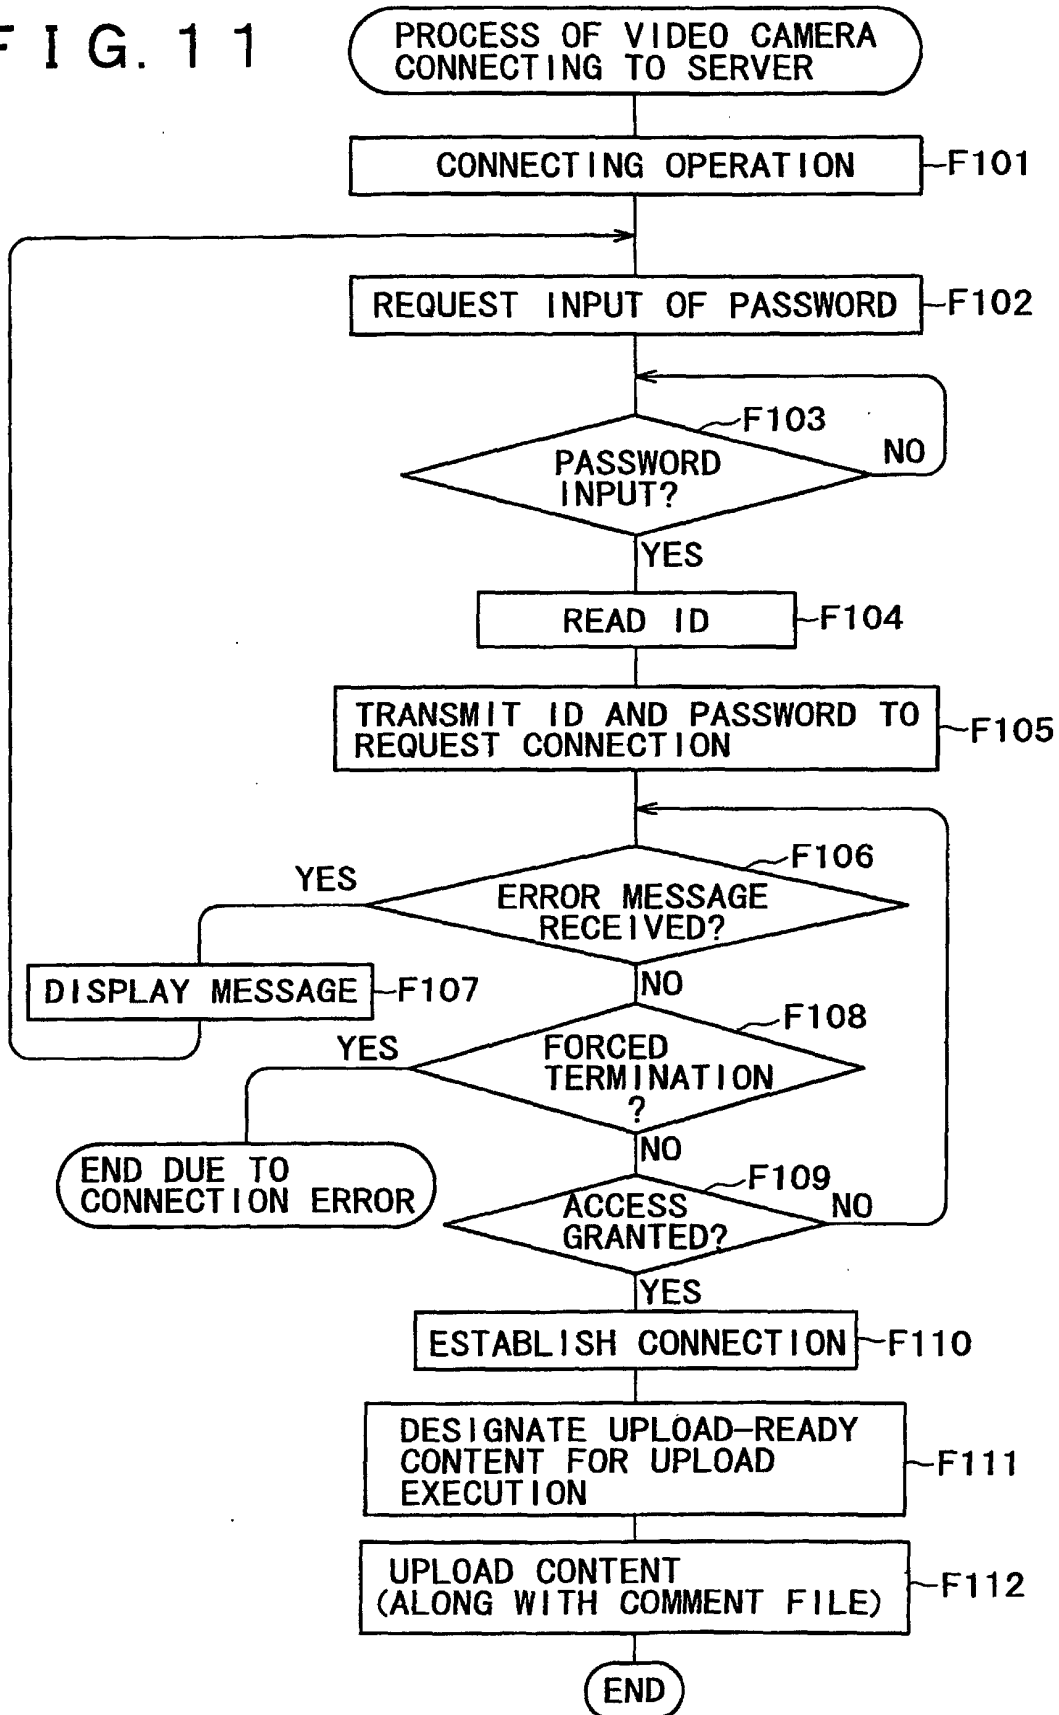 FIG. 11
PROCESS OF VIDEO CAMERA
CONNECTING TO SERVER
CONNECTING OPERATION
F101
REQUEST INPUT OF PASSWORD
F102
F103
PASSWORD
INPUT?
NO
YES
READ ID
F104
TRANSMIT ID AND PASSWORD TO
REQUEST CONNECTION
F105
F106
YES
ERROR MESSAGE
RECEIVED?
NO
DISPLAY MESSAGE
F107
F108
YES
FORCED
TERMINATION
?
NO
END DUE TO
CONNECTION ERROR
F109
ACCESS
GRANTED?
NO
YES
ESTABLISH CONNECTION
F110
DESIGNATE UPLOAD-READY
CONTENT FOR UPLOAD
EXECUTION
F111
UPLOAD CONTENT
(ALONG WITH COMMENT FILE)
F112
END